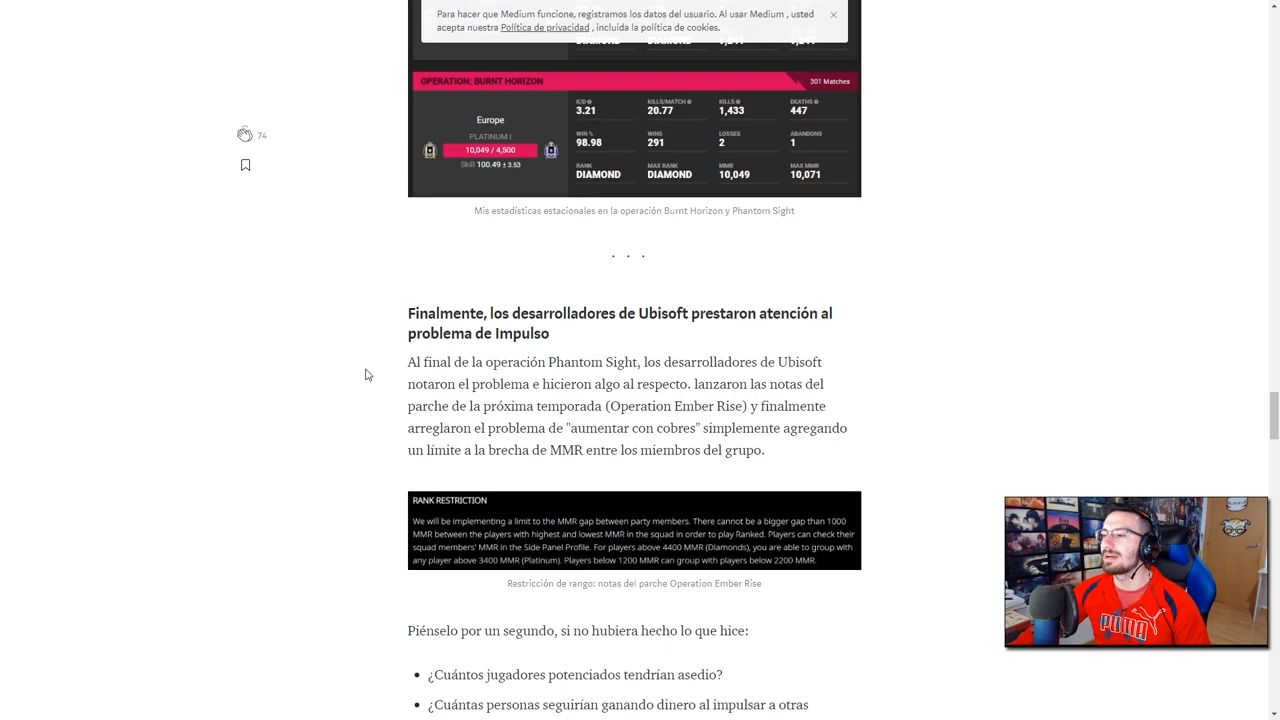 Para hacer que Medium funcione, registramos los datos del usuario. Al usar Medium , usted
acepta nuestra Política de privacidad , incluida la política de cookies.
DIAMOND DIAMOND
OPERATION: BURNT HORIZON 301 Matches
K/D KILLS/MATCH KILLS DEATHS
3.21 20.77 1,433 447
Europe
PLATINUM I
10,049 / 4,500
Skill 100.49 ± 3.53
WIN % WINS LOSSES ABANDONS
98.98 291 2 1
RANK MAX RANK MMR MAX MMR
DIAMOND DIAMOND 10,049 10,071
74
Mis estadísticas estacionales en la operación Burnt Horizon y Phantom Sight
. . .
Finalmente, los desarrolladores de Ubisoft prestaron atención al
problema de Impulso
Al final de la operación Phantom Sight, los desarrolladores de Ubisoft
notaron el problema e hicieron algo al respecto. lanzaron las notas del
parche de la próxima temporada (Operation Ember Rise) y finalmente
arreglaron el problema de "aumentar con cobres" simplemente agregando
un límite a la brecha de MMR entre los miembros del grupo.
RANK RESTRICTION
We will be implementing a limit to the MMR gap between party members. There cannot be a bigger gap than 1000
MMR between the players with highest and lowest MMR in the squad in order to play Ranked. Players can check their
squad members' MMR in the Side Panel Profile. For players above 4400 MMR (Diamonds), you are able to group with
any player above 3400 MMR (Platinum). Players below 1200 MMR can group with players below 2200 MMR.
Restricción de rango: notas del parche Operation Ember Rise
Piénselo por un segundo, si no hubiera hecho lo que hice:
• ¿Cuántos jugadores potenciados tendrían asedio?
• ¿Cuántas personas seguirían ganando dinero al impulsar a otras
PUMA